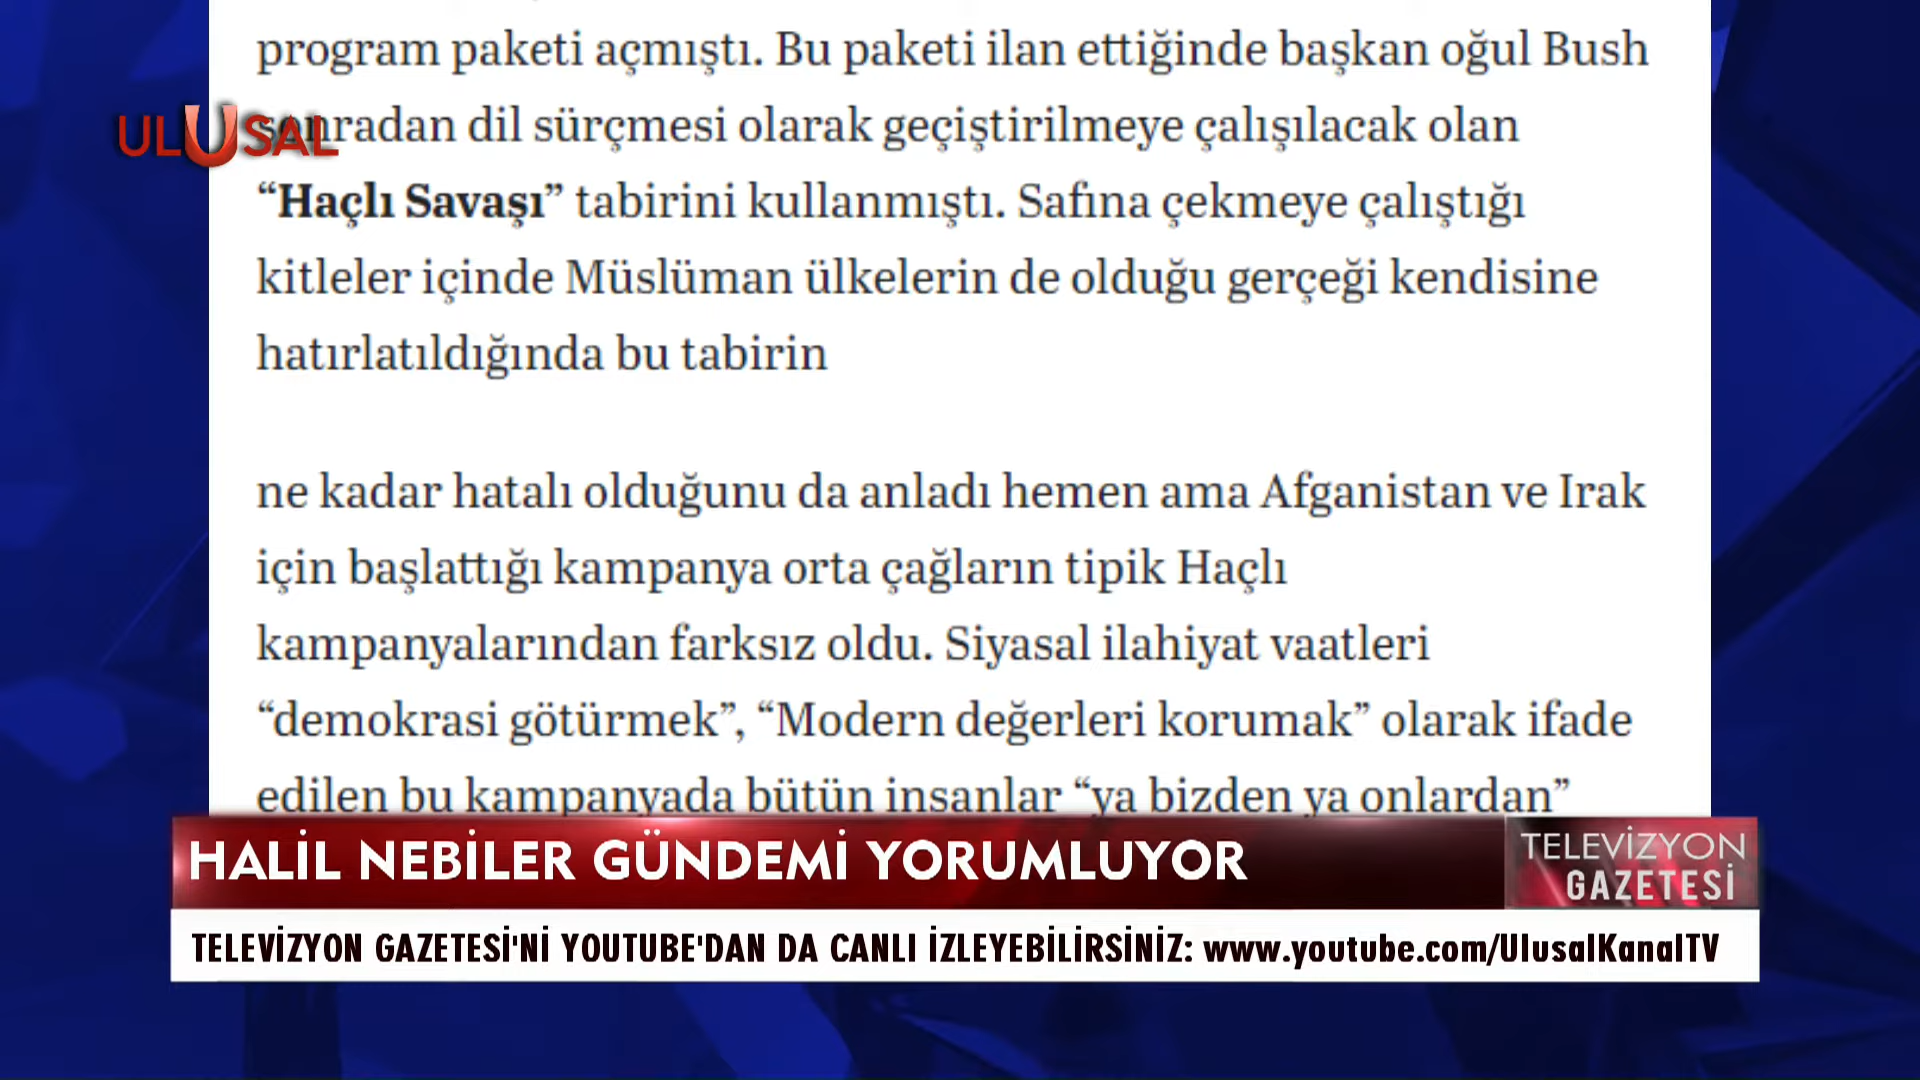 program paketi açmıştı. Bu paketi ilan ettiğinde başkan oğul Bush
ULUSAL
sonradan dil sürçmesi olarak geçiştirilmeye çalışılacak olan
“Haçlı Savaşı” tabirini kullanmıştı. Safına çekmeye çalıştığı
kitleler içinde Müslüman ülkelerin de olduğu gerçeği kendisine
hatırlatıldığında bu tabirin
ne kadar hatalı olduğunu da anladı hemen ama Afganistan ve Irak
için başlattığı kampanya orta çağların tipik Haçlı
kampanyalarından farksız oldu. Siyasal ilahiyat vaatleri
“demokrasi götürmek”, “Modern değerleri korumak” olarak ifade
edilen bu kampanyada bütün insanlar “ya bizden ya onlardan”
HALİL NEBİLER GÜNDEMİ YORUMLUYOR
TELEVİZYON
GAZETESİ
TELEVİZYON GAZETESİ'Nİ YOUTUBE'DAN DA CANLI İZLEYEBİLİRSİNİZ: www.youtube.com/UlusalKanalTV